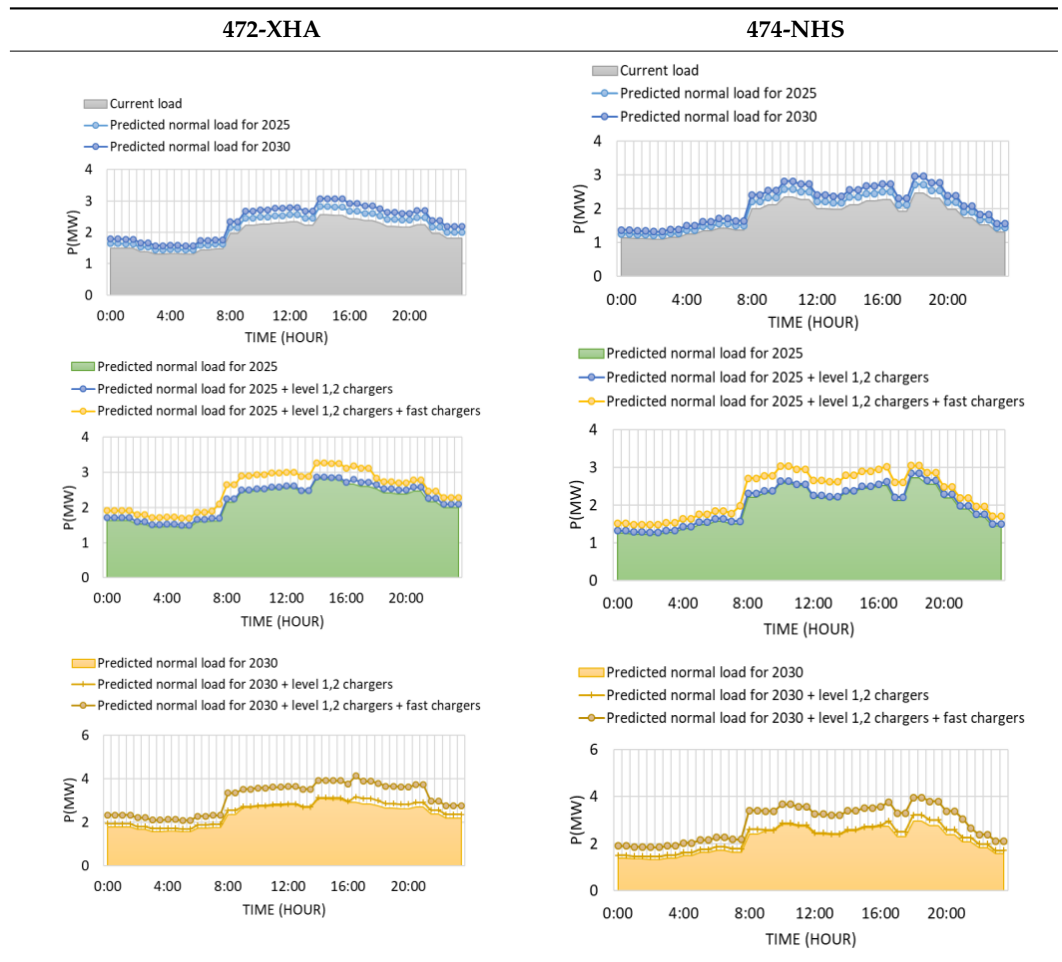 472-XHA
474-NHS
Current load
Predicted normal load for 2025
Predicted normal load for 2030
4
3
2
1
0
P(MW)
0:00 4:00 8:00 12:00 16:00 20:00
TIME (HOUR)
Current load
Predicted normal load for 2025
Predicted normal load for 2030
4
3
2
1
0
P(MW)
0:00 4:00 8:00 12:00 16:00 20:00
TIME (HOUR)
Predicted normal load for 2025
Predicted normal load for 2025 + level 1,2 chargers
Predicted normal load for 2025 + level 1,2 chargers + fast chargers
4
3
2
1
0
P(MW)
0:00 4:00 8:00 12:00 16:00 20:00
TIME (HOUR)
Predicted normal load for 2025
Predicted normal load for 2025 + level 1,2 chargers
Predicted normal load for 2025 + level 1,2 chargers + fast chargers
4
3
2
1
0
P(MW)
0:00 4:00 8:00 12:00 16:00 20:00
TIME (HOUR)
Predicted normal load for 2030
Predicted normal load for 2030 + level 1,2 chargers
Predicted normal load for 2030 + level 1,2 chargers + fast chargers
6
4
2
0
P(MW)
0:00 4:00 8:00 12:00 16:00 20:00
TIME (HOUR)
Predicted normal load for 2030
Predicted normal load for 2030 + level 1,2 chargers
Predicted normal load for 2030 + level 1,2 chargers + fast chargers
6
4
2
0
P(MW)
0:00 4:00 8:00 12:00 16:00 20:00
TIME (HOUR)